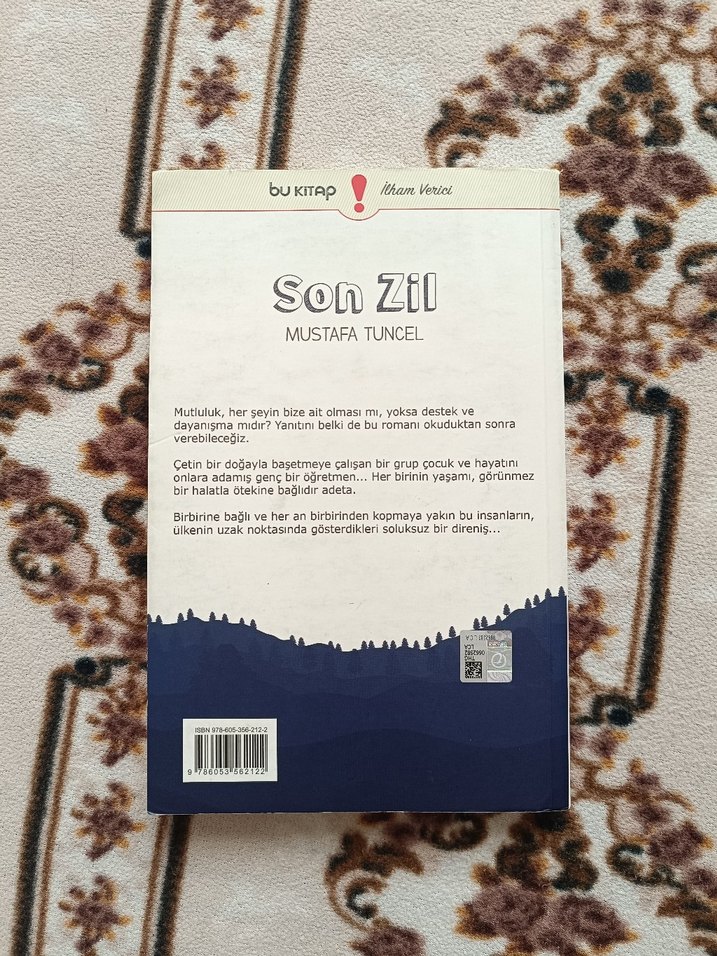 bu KİTAP ! İlham Verici
Son Zil
MUSTAFA TUNCEL
Mutluluk, her şeyin bize ait olması mı, yoksa destek ve
dayanışma mıdır? Yanıtını belki de bu romanı okuduktan sonra
verebileceğiz.
Çetin bir doğayla başetmeye çalışan bir grup çocuk ve hayatını
onlara adamış genç bir öğretmen... Her birinin yaşamı, görünmez
bir halatla ötekine bağlıdır adeta.
Birbirine bağlı ve her an birbirinden kopmaya yakın bu insanların,
ülkenin uzak noktasında gösterdikleri soluksuz bir direniş...
LCA
0662582
ISBN 978-605-356-212-2
9 786053 562122